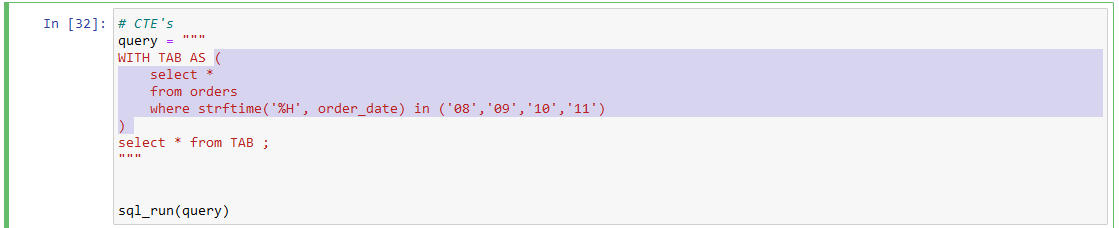 In [32]: # CTE's
query = """
WITH TAB AS (
    select *
    from orders
    where strftime('%H', order_date) in ('08','09','10','11')
)
select * from TAB ;
"""
sql_run(query)